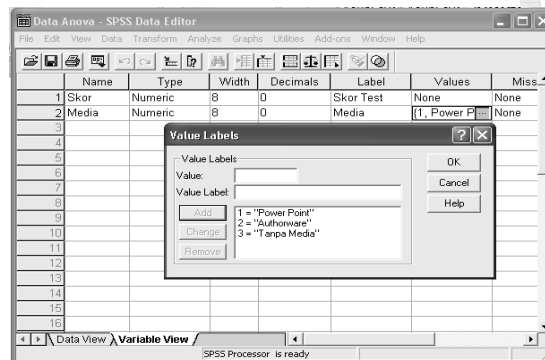 Data Anova - SPSS Data Editor
File Edit View Data Transform Analyze Graphs Utilities Add-ons Window Help
Name Type Width Decimals Label Values Miss
1 Skor Numeric 8 0 Skor Test None None
2 Media Numeric 8 0 Media {1, Power P... None
3
4
5
6
7
8
9
10
11
12
13
14
15
16
Value Labels
Value Labels
Value:
Value Label:
Add
Change
Remove
1 = "Power Point"
2 = "Authorware"
3 = "Tanpa Media"
OK
Cancel
Help
Data View Variable View
SPSS Processor is ready